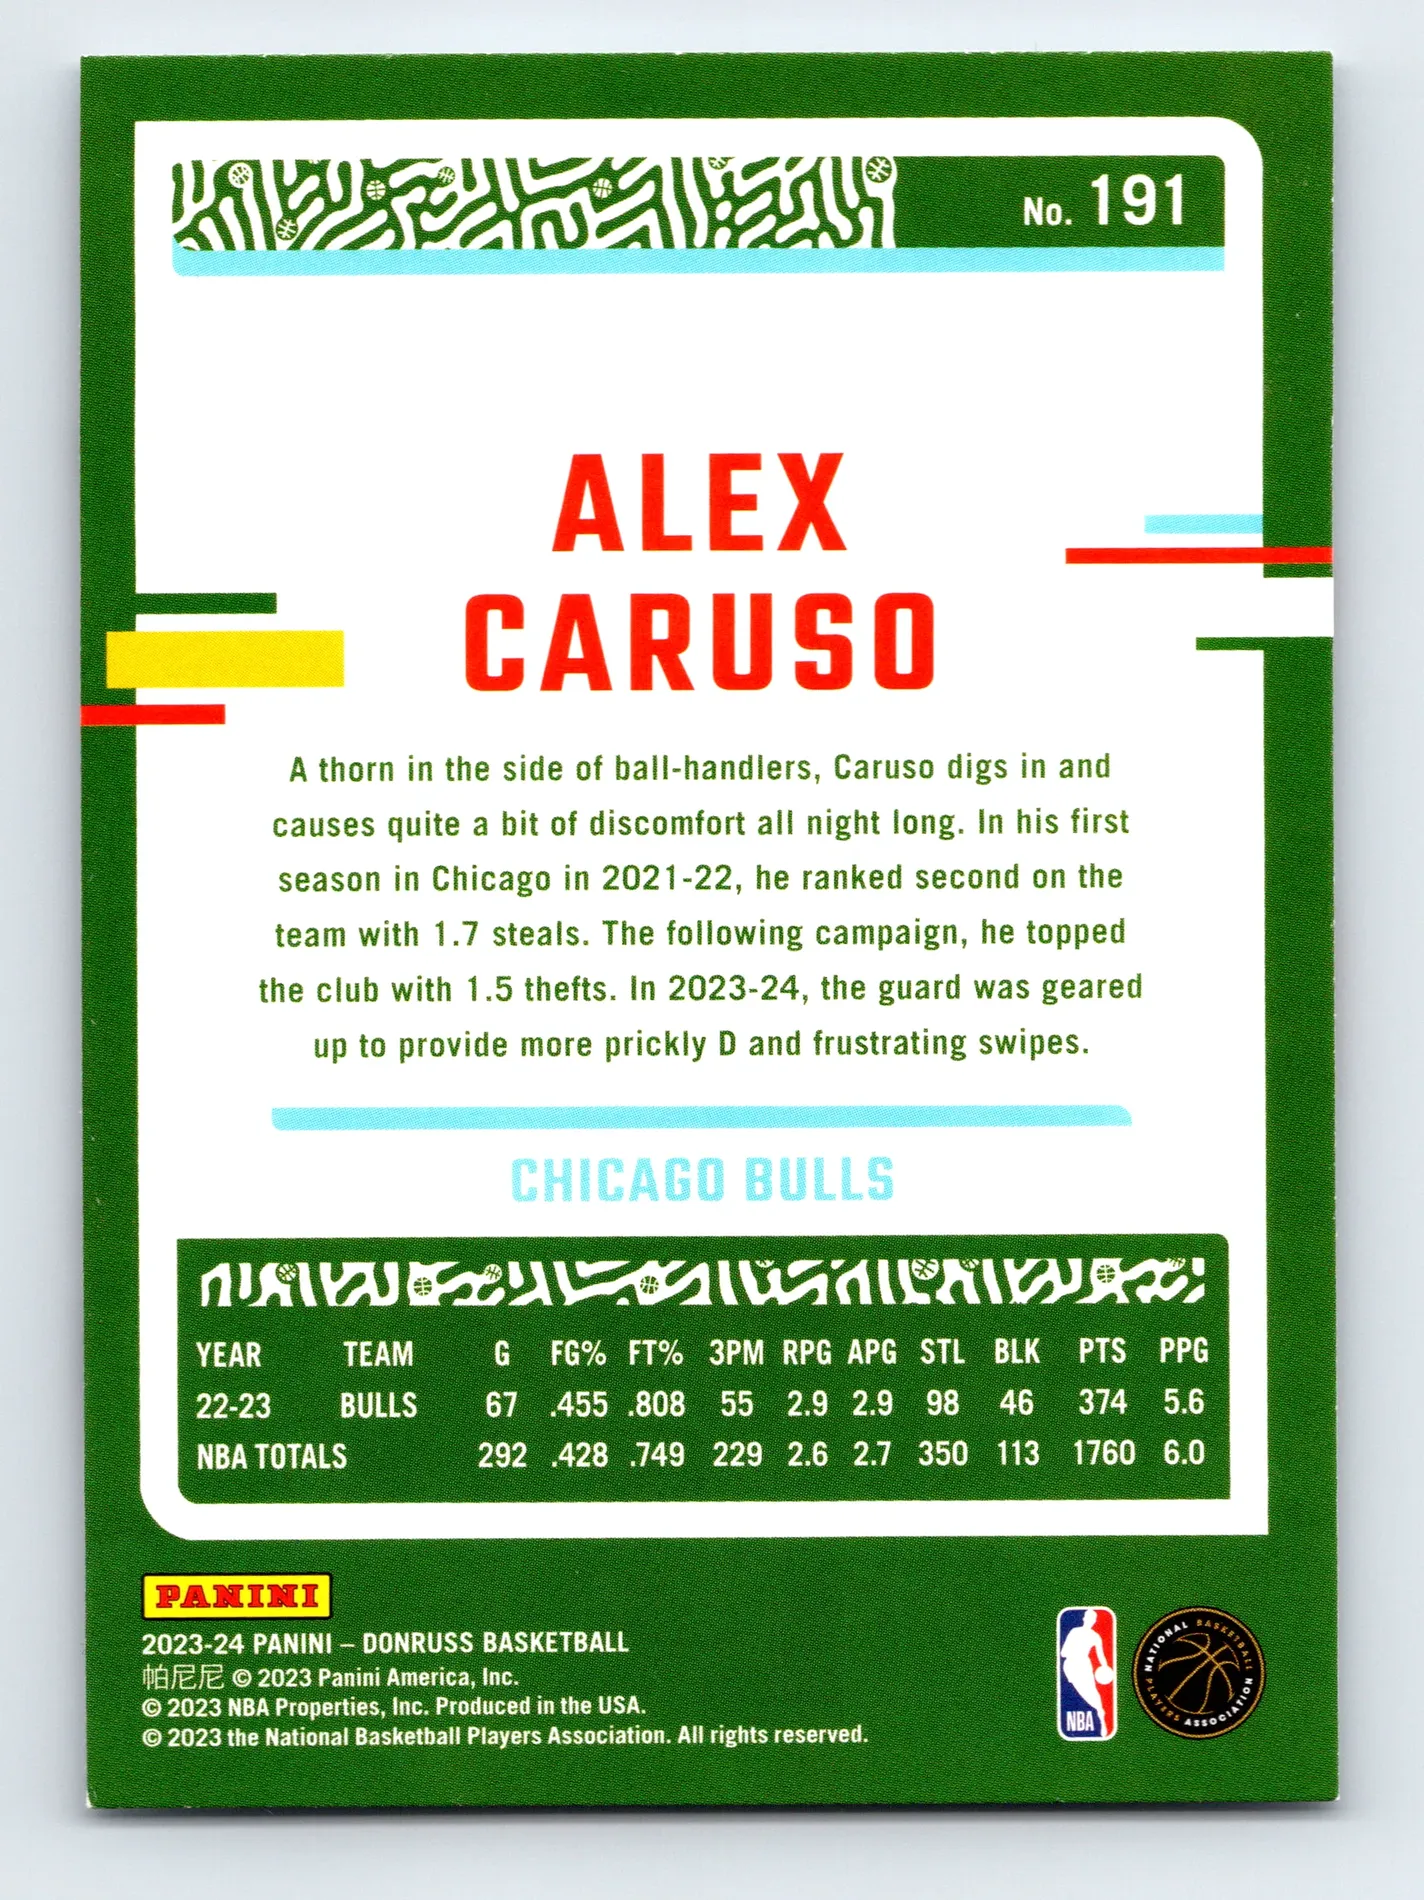 No. 191
ALEX
CARUSO
A thorn in the side of ball-handlers, Caruso digs in and
causes quite a bit of discomfort all night long. In his first
season in Chicago in 2021-22, he ranked second on the
team with 1.7 steals. The following campaign, he topped
the club with 1.5 thefts. In 2023-24, the guard was geared
up to provide more prickly D and frustrating swipes.
CHICAGO BULLS
YEAR TEAM G FG% FT% 3PM RPG APG STL BLK PTS PPG
22-23 BULLS 67 .455 .808 55 2.9 2.9 98 46 374 5.6
NBA TOTALS 292 .428 .749 229 2.6 2.7 350 113 1760 6.0
PANINI
2023-24 PANINI – DONRUSS BASKETBALL
帕尼尼 © 2023 Panini America, Inc.
© 2023 NBA Properties, Inc. Produced in the USA.
© 2023 the National Basketball Players Association. All rights reserved.
NBA
NATIONAL BASKETBALL PLAYERS ASSOCIATION